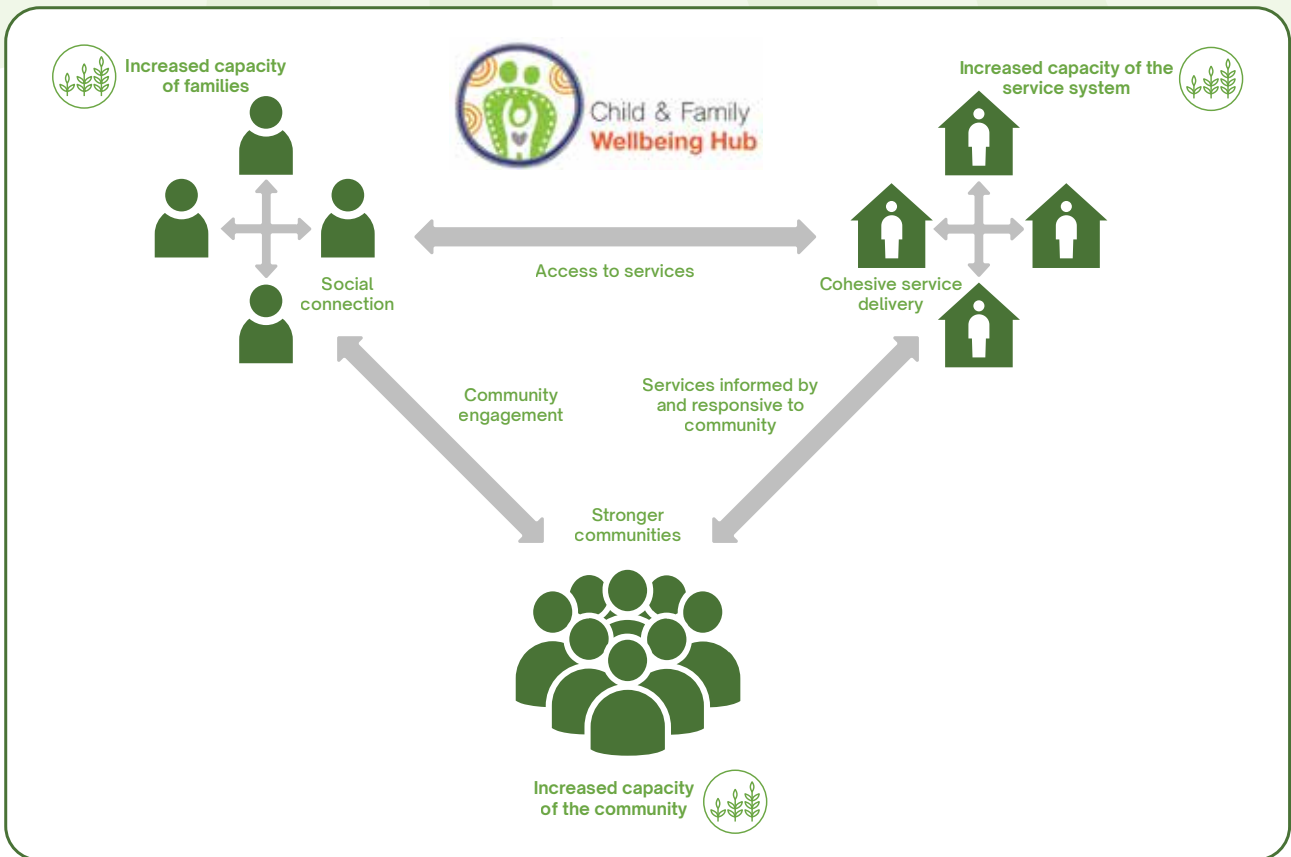 Increased capacity
of families
Child & Family
Wellbeing Hub
Increased capacity of the
service system
Social
connection
Access to services
Cohesive service
delivery
Community
engagement
Services informed by
and responsive to
community
Stronger
communities
Increased capacity
of the community